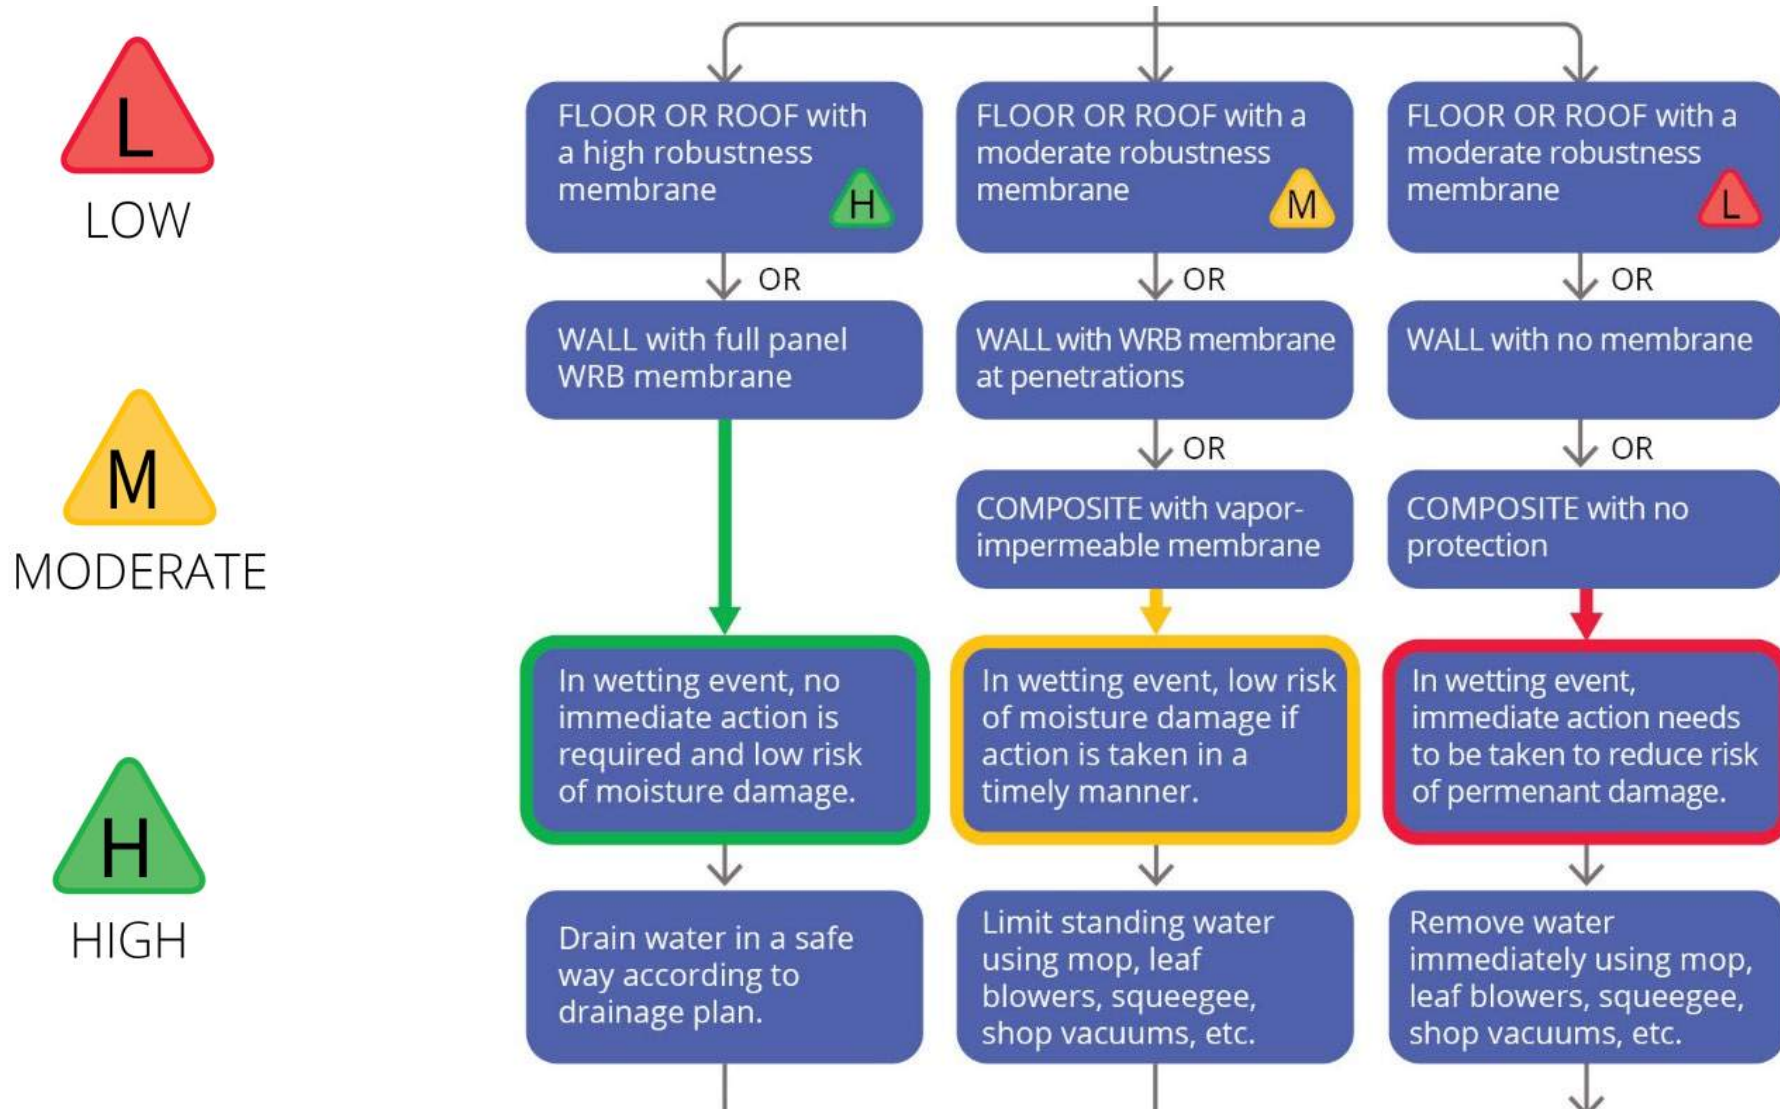 L
LOW
M
MODERATE
H
HIGH
FLOOR OR ROOF with
a high robustness
membrane
H
OR
WALL with full panel
WRB membrane
In wetting event, no
immediate action is
required and low risk
of moisture damage.
Drain water in a safe
way according to
drainage plan.
FLOOR OR ROOF with a
moderate robustness
membrane
M
OR
WALL with WRB membrane
at penetrations
OR
COMPOSITE with vapor-
impermeable membrane
In wetting event, low risk
of moisture damage if
action is taken in a
timely manner.
Limit standing water
using mop, leaf
blowers, squeegee,
shop vacuums, etc.
FLOOR OR ROOF with a
moderate robustness
membrane
L
OR
WALL with no membrane
OR
COMPOSITE with no
protection
In wetting event,
immediate action needs
to be taken to reduce risk
of permenant damage.
Remove water
immediately using mop,
leaf blowers, squeegee,
shop vacuums, etc.